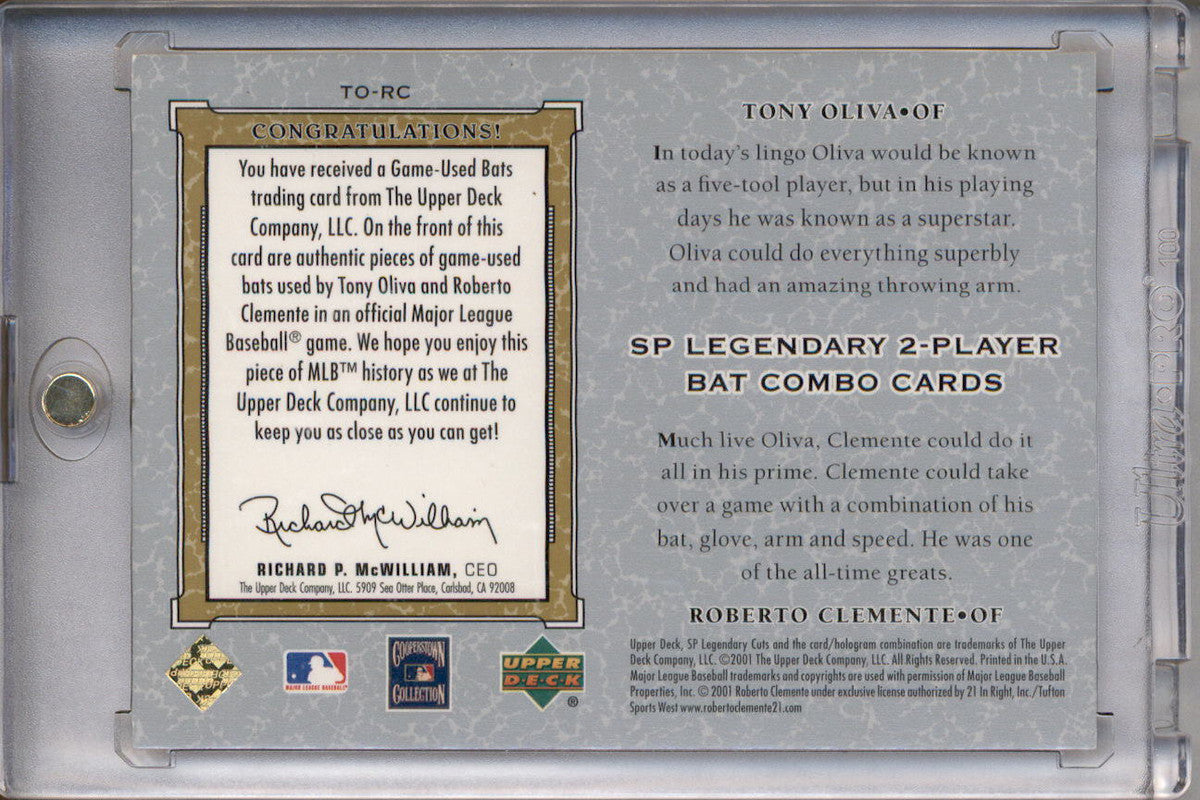 TO-RC
CONGRATULATIONS!
You have received a Game-Used Bats
trading card from The Upper Deck
Company, LLC. On the front of this
card are authentic pieces of game-used
bats used by Tony Oliva and Roberto
Clemente in an official Major League
Baseball® game. We hope you enjoy this
piece of MLB™ history as we at The
Upper Deck Company, LLC continue to
keep you as close as you can get!
Richard McWilliam
RICHARD P. McWILLIAM, CEO
The Upper Deck Company, LLC. 5909 Sea Otter Place, Carlsbad, CA 92008
MAJOR LEAGUE BASEBALL
COOPERSTOWN
COLLECTION
UPPER
DECK
®
TONY OLIVA•OF
In today's lingo Oliva would be known
as a five-tool player, but in his playing
days he was known as a superstar.
Oliva could do everything superbly
and had an amazing throwing arm.
SP LEGENDARY 2-PLAYER
BAT COMBO CARDS
Much live Oliva, Clemente could do it
all in his prime. Clemente could take
over a game with a combination of his
bat, glove, arm and speed. He was one
of the all-time greats.
ROBERTO CLEMENTE•OF
Upper Deck, SP Legendary Cuts and the card/hologram combination are trademarks of The Upper
Deck Company, LLC. ©2001 The Upper Deck Company, LLC. All Rights Reserved. Printed in the U.S.A.
Major League Baseball trademarks and copyrights are used with permission of Major League Baseball
Properties, Inc. © 2001 Roberto Clemente under exclusive license authorized by 21 In Right, Inc./Tufton
Sports West www.robertoclemente21.com
UltraPRO® 100